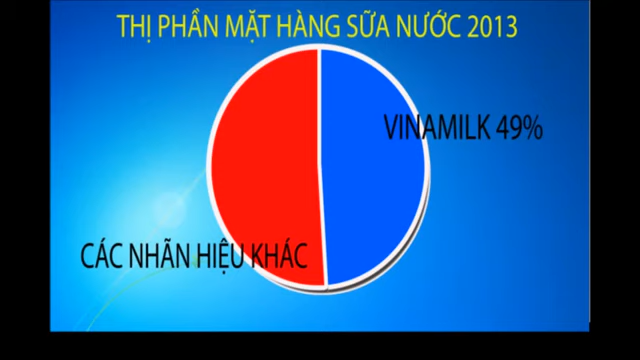 THỊ PHẦN MẶT HÀNG SỮA NƯỚC 2013
VINAMILK 49%
CÁC NHÃN HIỆU KHÁC